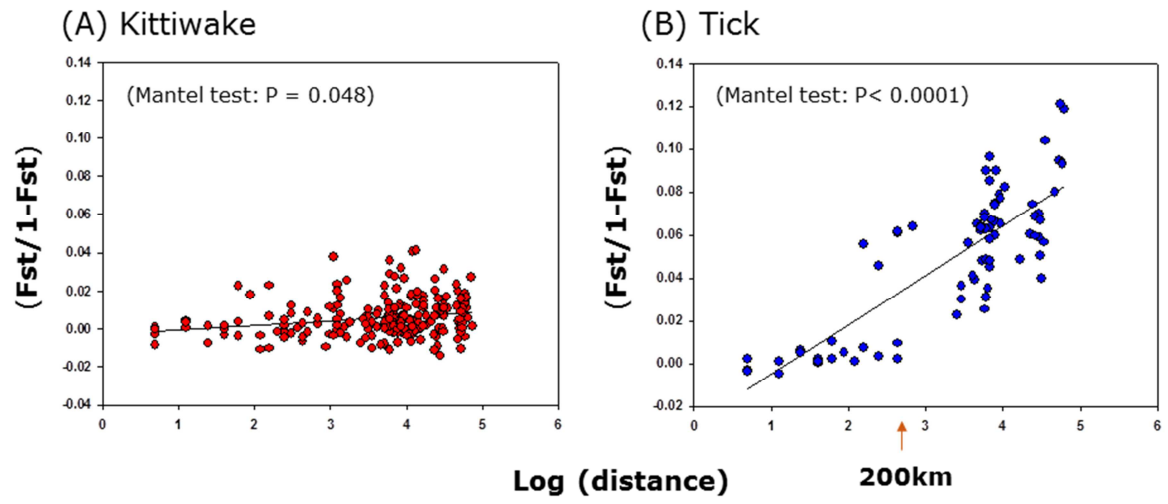 (A) Kittiwake
(B) Tick
(Mantel test: P = 0.048)
(Mantel test: P< 0.0001)
(Fst/1-Fst)
0.14
0.12
0.10
0.08
0.06
0.04
0.02
0.00
-0.02
-0.04
0 1 2 3 4 5 6
(Fst/1-Fst)
0.14
0.12
0.10
0.08
0.06
0.04
0.02
0.00
-0.02
0 1 2 3 4 5 6
Log (distance)
200km